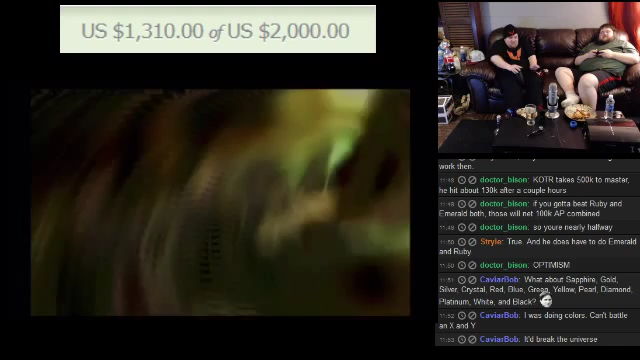 US $1,310.00 of US $2,000.00
work then.
11:48 doctor_bison: KOTR takes 500k to master,
he hit about 130k after a couple hours
11:48 doctor_bison: if you gotta beat Ruby and
Emerald both, those will net 100k AP combined
11:48 doctor_bison: so youre nearly halfway
11:50 Stryle: True. And he does have to do Emerald
and Ruby
11:50 doctor_bison: OPTIMISM
11:51 CaviarBob: What about Sapphire, Gold,
Silver, Crystal, Red, Blue, Green, Yellow, Pearl, Diamond,
Platinum, White, and Black?
11:52 CaviarBob: I was doing colors. Can't battle
an X and Y
11:53 CaviarBob: It'd break the universe